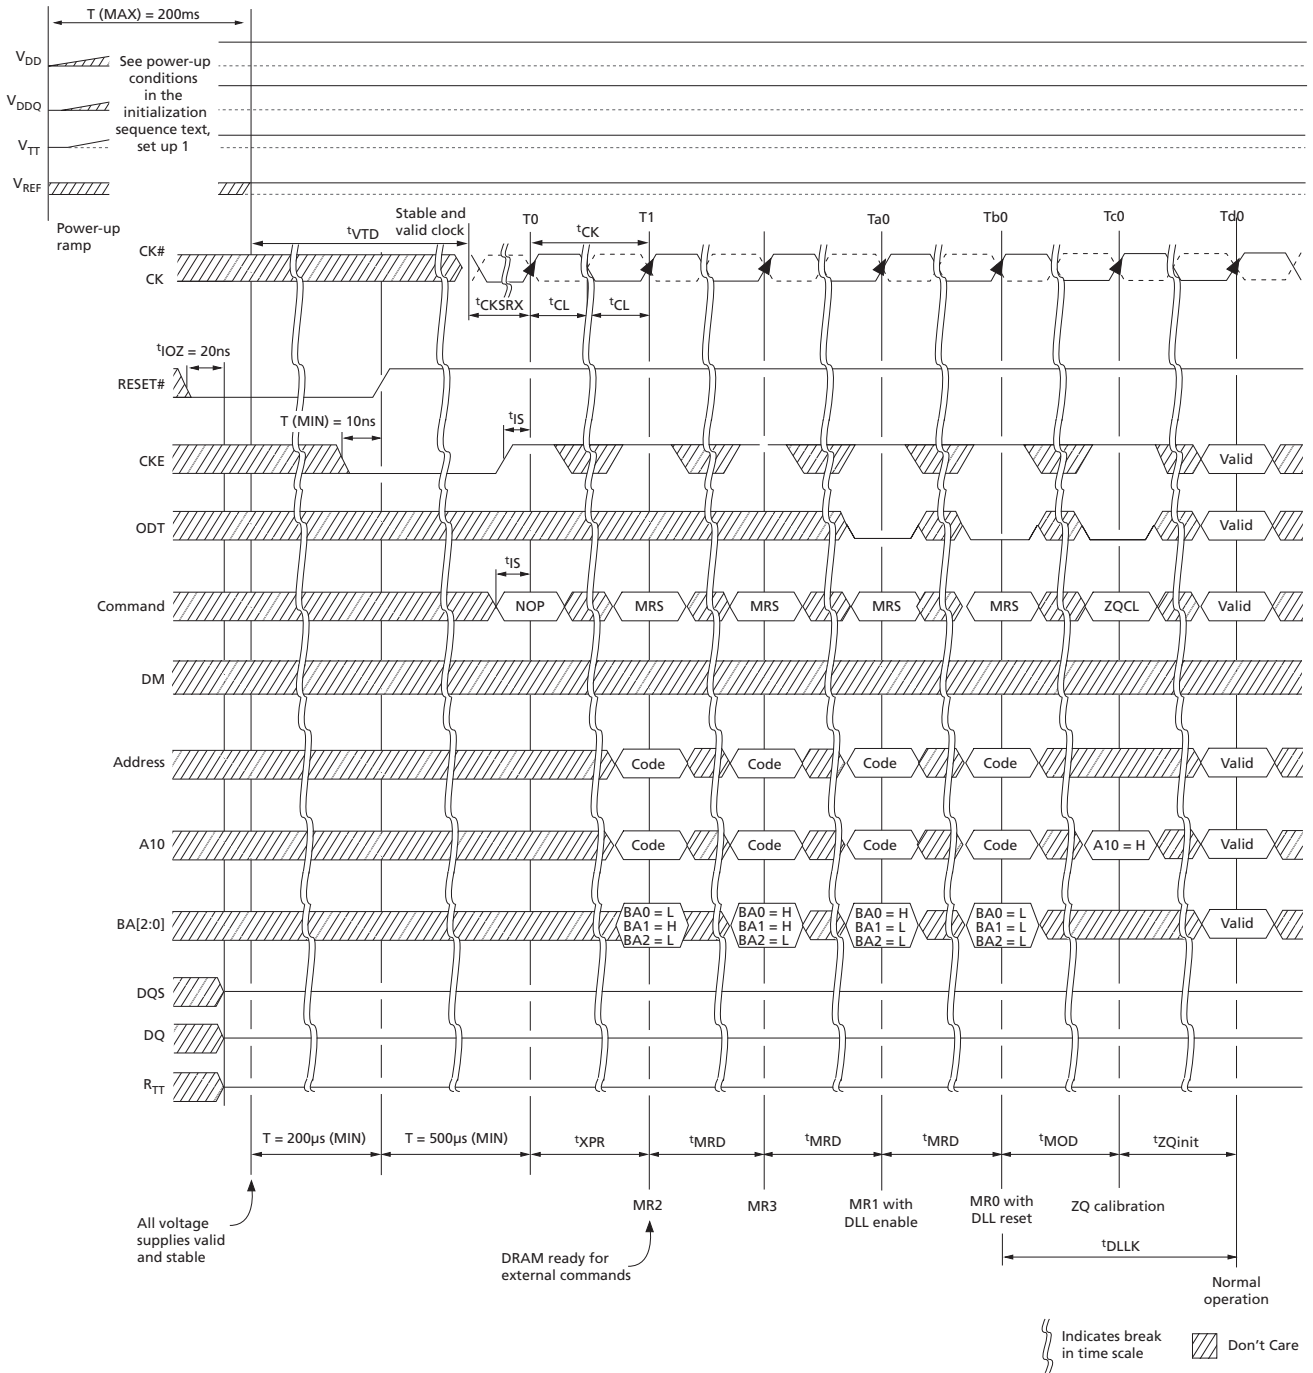 T (MAX) = 200ms
VDD
See power-up
conditions
in the
initialization
sequence text,
set up 1
VDDQ
VTT
VREF
Power-up
ramp
Stable and
valid clock
T0
T1
Ta0
Tb0
Tc0
Td0
tVTD
tCK
CK#
CK
tCKSRX
tCL
tCL
tIOZ = 20ns
RESET#
T (MIN) = 10ns
tIS
CKE
Valid
ODT
Valid
tIS
Command
NOP
MRS
MRS
MRS
MRS
ZQCL
Valid
DM
Address
Code
Code
Code
Code
Valid
A10
Code
Code
Code
Code
A10 = H
Valid
BA[2:0]
BA0 = L
BA1 = H
BA2 = L
BA0 = H
BA1 = H
BA2 = L
BA0 = H
BA1 = L
BA2 = L
BA0 = L
BA1 = L
BA2 = L
Valid
DQS
DQ
RTT
T = 200µs (MIN)
T = 500µs (MIN)
tXPR
tMRD
tMRD
tMRD
tMOD
tZQinit
MR2
MR3
MR1 with
DLL enable
MR0 with
DLL reset
ZQ calibration
All voltage
supplies valid
and stable
DRAM ready for
external commands
tDLLK
Normal
operation
Indicates break
in time scale
Don't Care